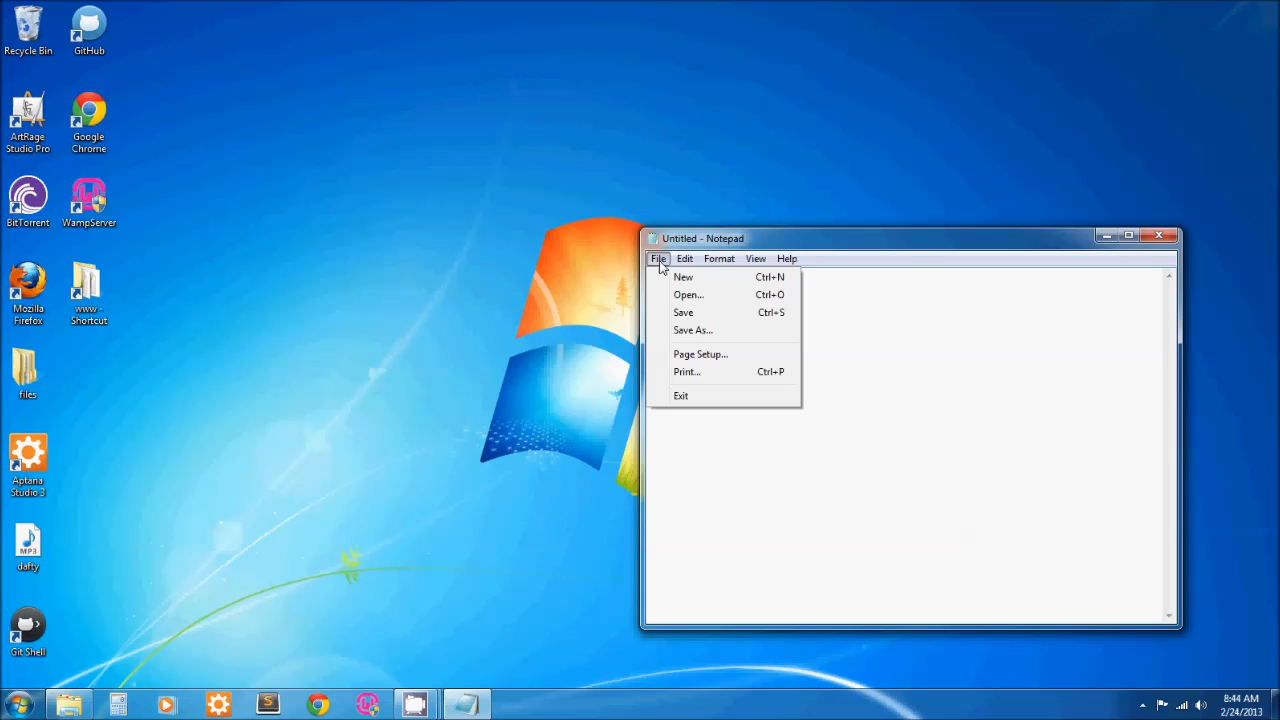 Recycle Bin
GitHub
ArtRage
Studio Pro
Google
Chrome
BitTorrent
WampServer
Mozilla
Firefox
www -
Shortcut
files
Aptana
Studio 3
MP3
dafty
Git Shell
Untitled - Notepad
File Edit Format View Help
New Ctrl+N
Open... Ctrl+O
Save Ctrl+S
Save As...
Page Setup...
Print... Ctrl+P
Exit
8:44 AM
2/24/2013